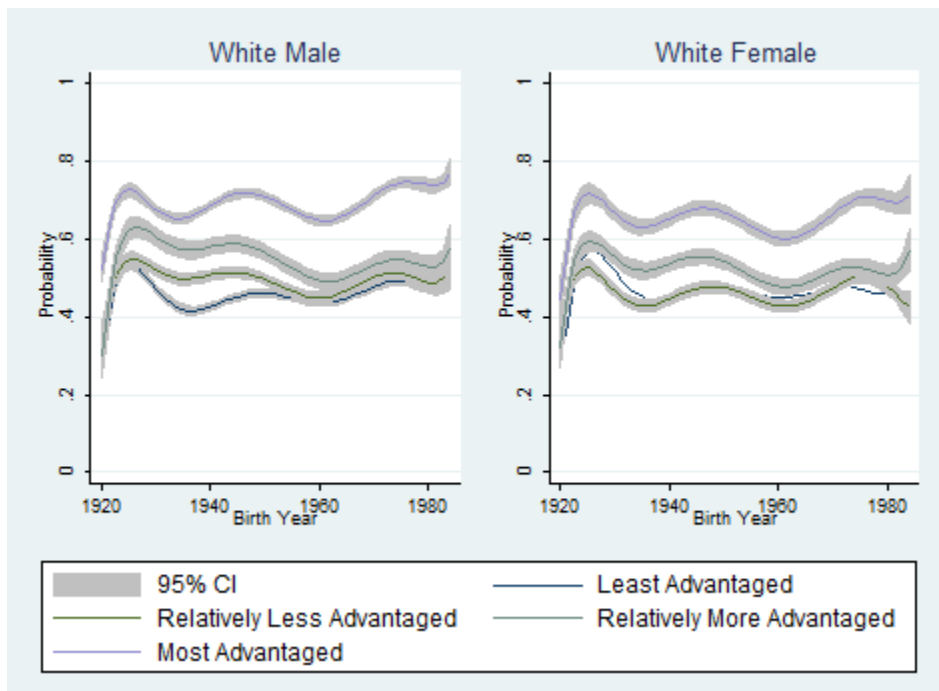 White Male
White Female
Probability
1
.8
.6
.4
.2
0
1920 1940 1960 1980
Birth Year
Probability
1
.8
.6
.4
.2
0
1920 1940 1960 1980
Birth Year
95% CI
Least Advantaged
Relatively Less Advantaged
Relatively More Advantaged
Most Advantaged